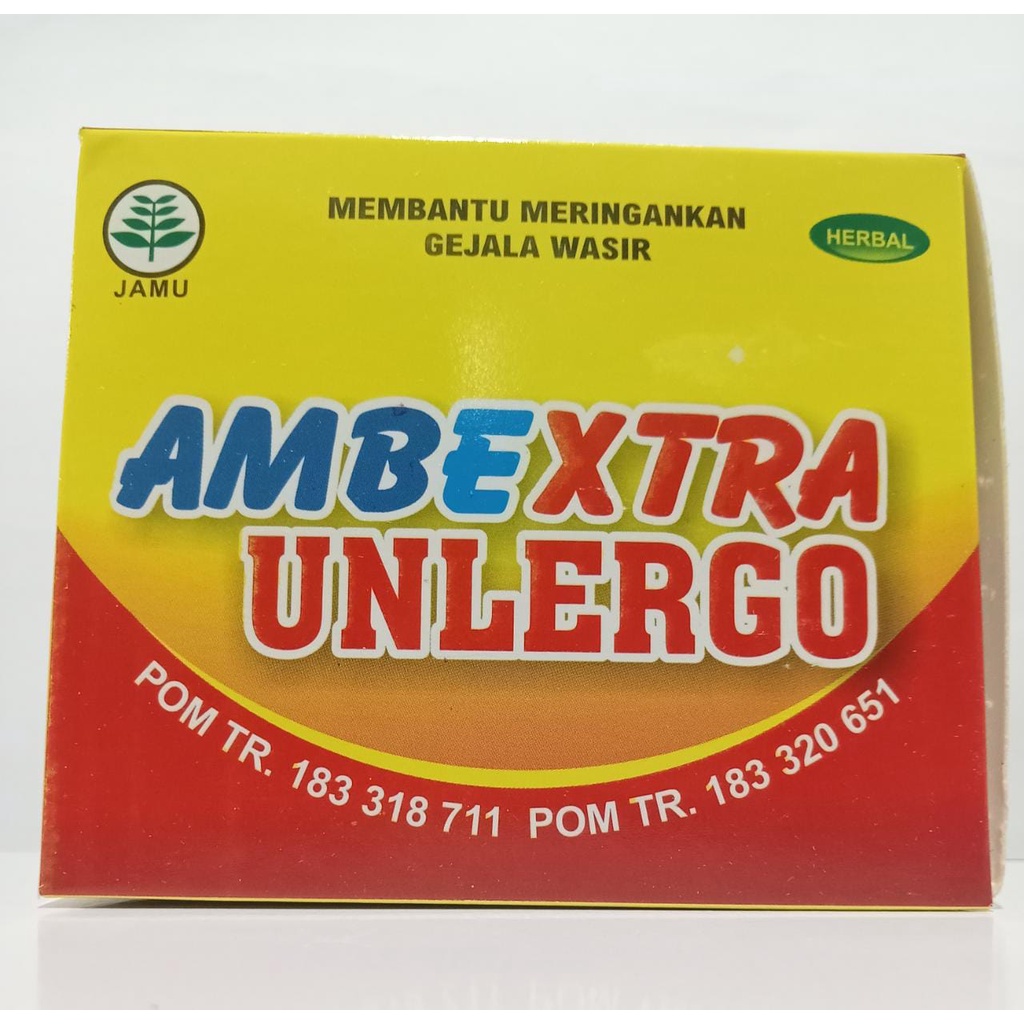 MEMBANTU MERINGANKAN
GEJALA WASIR
JAMU
HERBAL
AMBEXTRA
UNLERGO
POM TR. 183 318 711 POM TR. 183 320 651